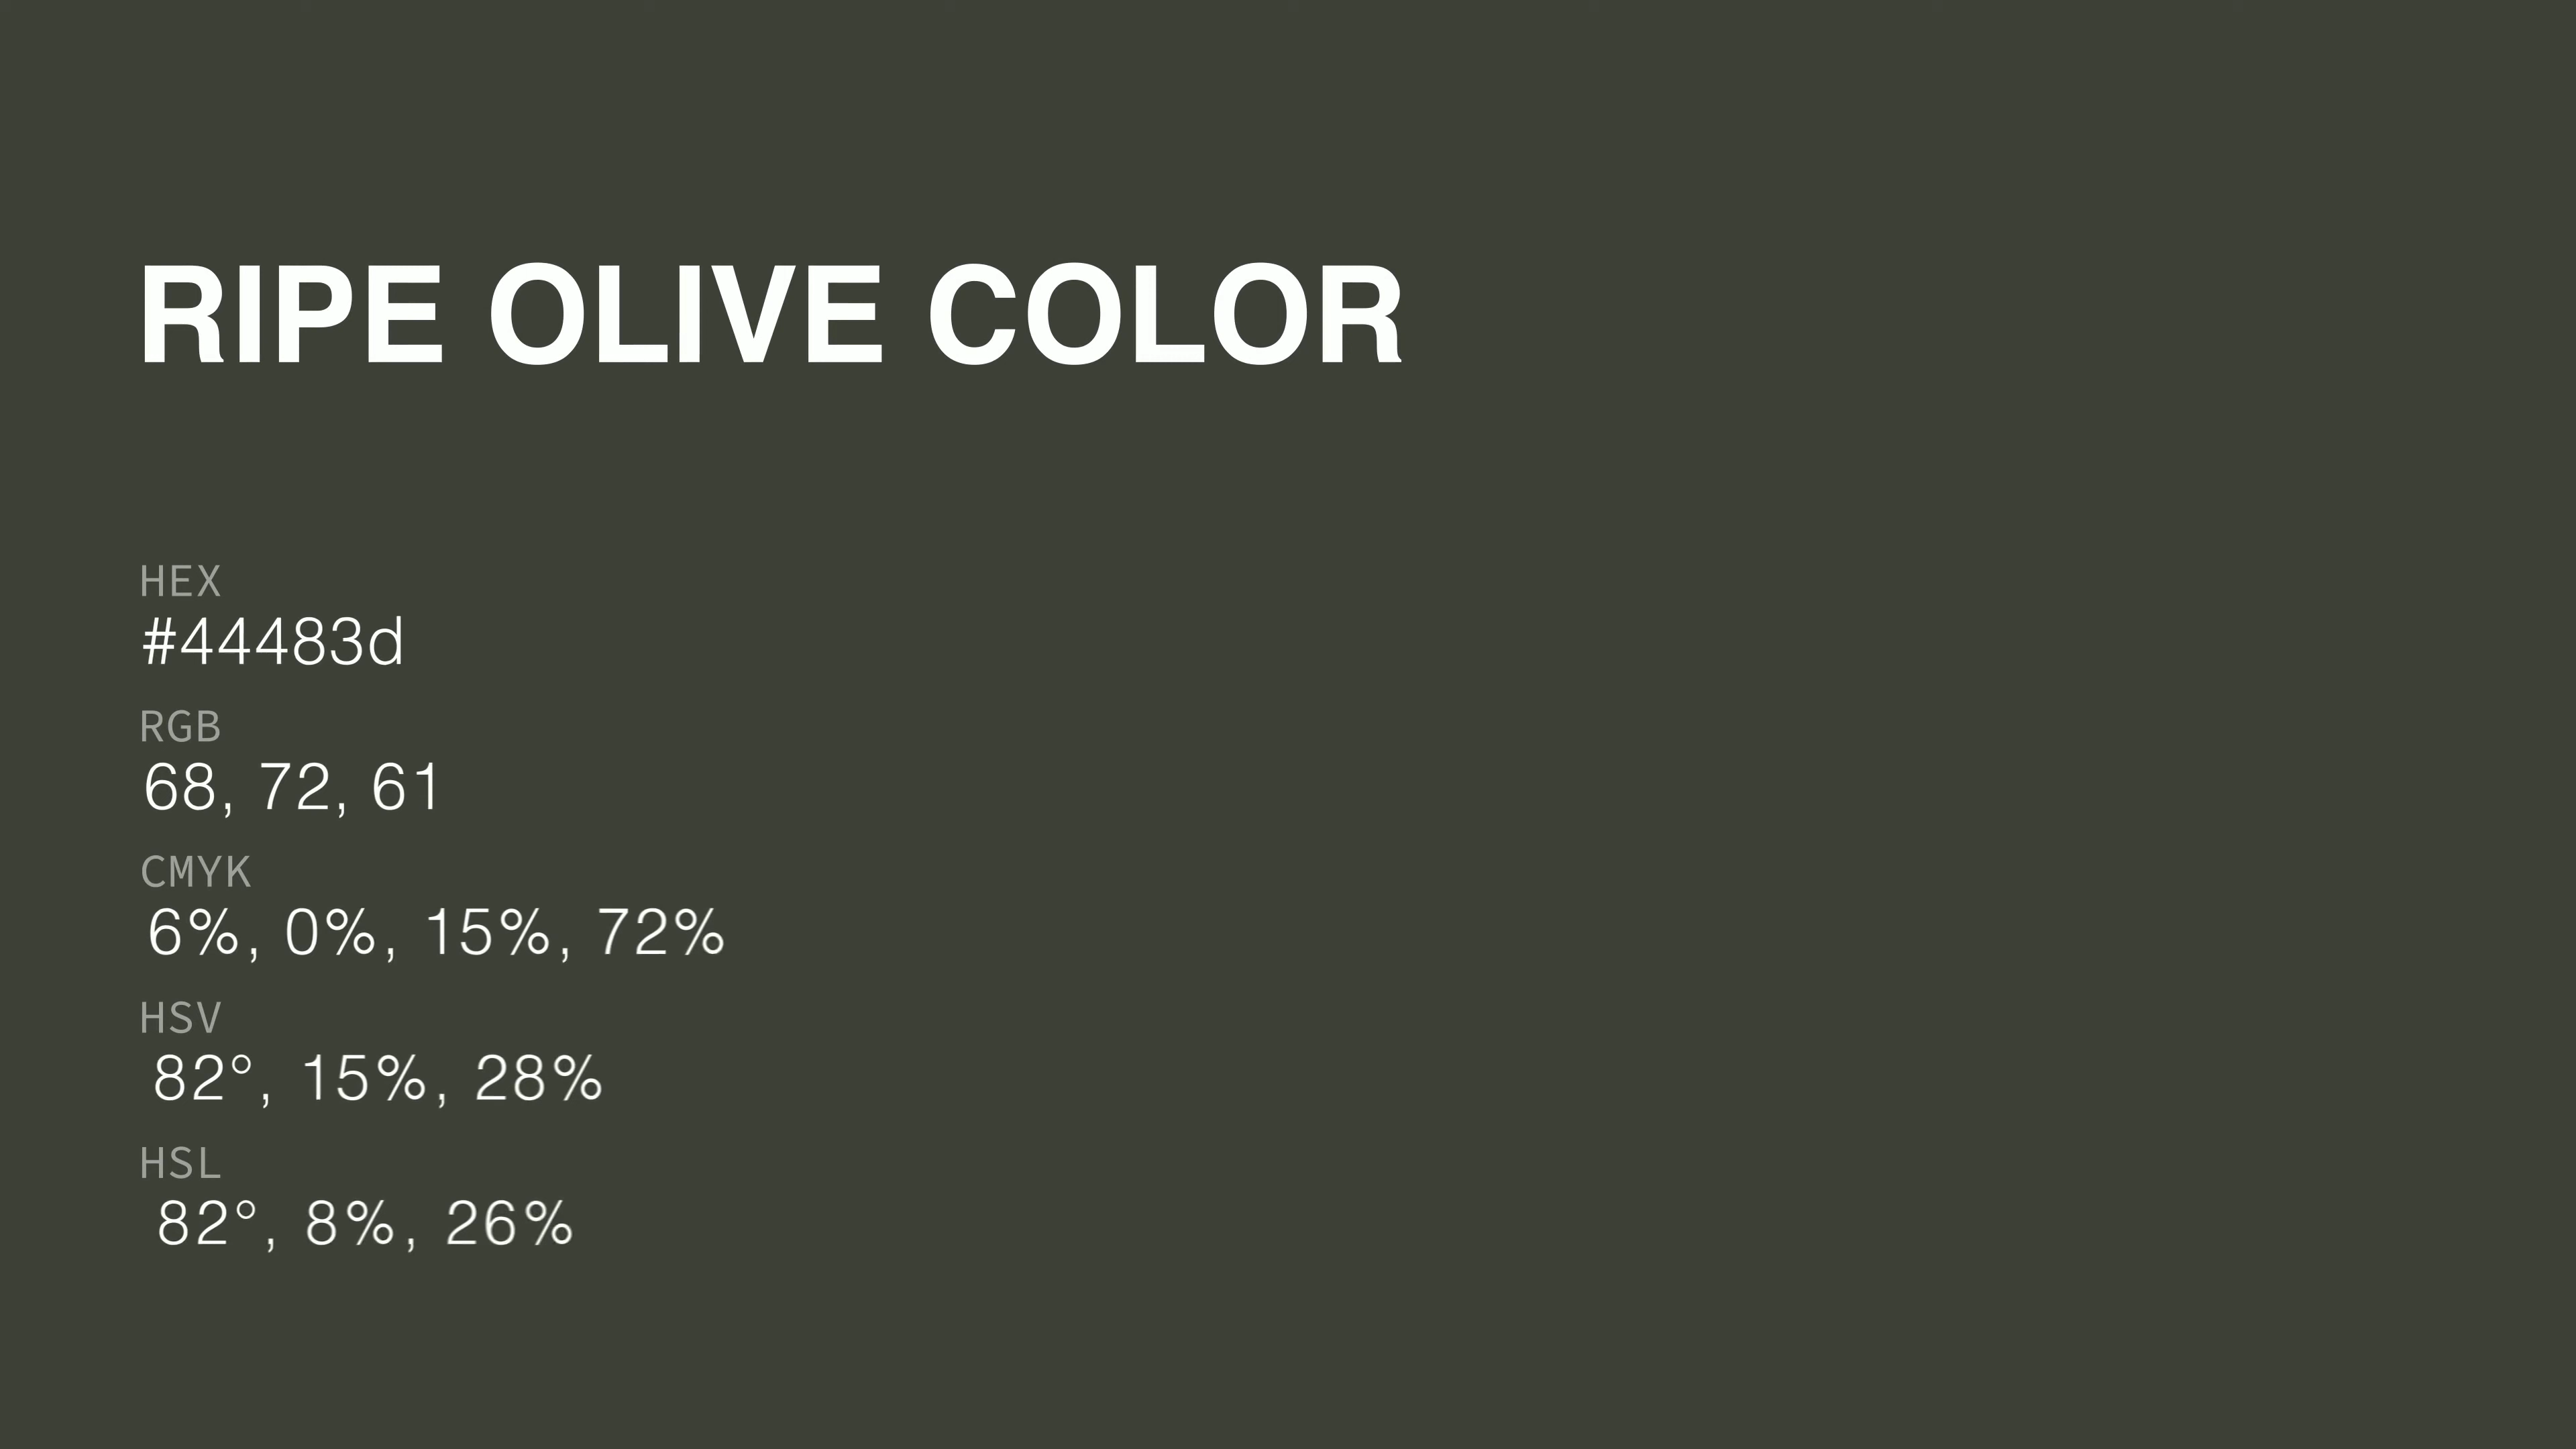 RIPE OLIVE COLOR
HEX
#44483d
RGB
68, 72, 61
CMYK
6%, 0%, 15%, 72%
HSV
82°, 15%, 28%
HSL
82°, 8%, 26%